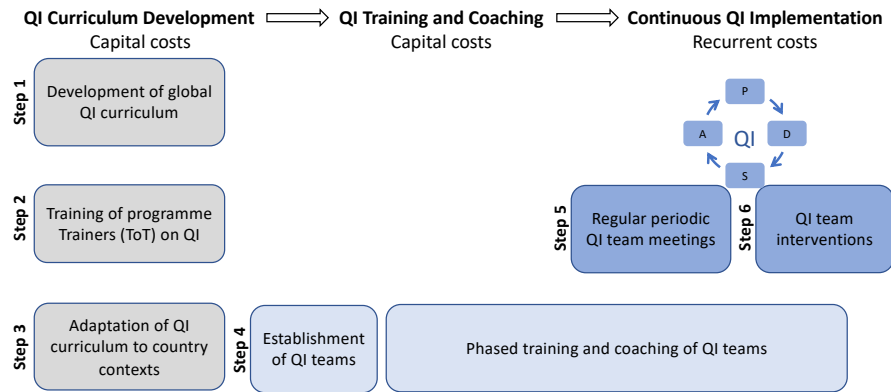 QI Curriculum Development
Capital costs
QI Training and Coaching
Capital costs
Continuous QI Implementation
Recurrent costs
Step 1
Development of global
QI curriculum
P
A
QI
D
S
Step 2
Training of programme
Trainers (ToT) on QI
Step 5
Regular periodic
QI team meetings
Step 6
QI team
interventions
Step 3
Adaptation of QI
curriculum to country
contexts
Step 4
Establishment
of QI teams
Phased training and coaching of QI teams